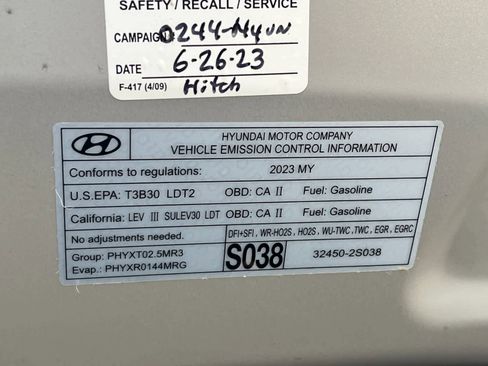 SAFETY / RECALL / SERVICE
CAMPAIGN 0244-Hyun
DATE 6-26-23
F-417 (4/09) Hitch
HYUNDAI MOTOR COMPANY
VEHICLE EMISSION CONTROL INFORMATION
Conforms to regulations: 2023 MY
U.S.EPA: T3B30 LDT2 OBD: CA II Fuel: Gasoline
California: LEV III SULEV30 LDT OBD: CA II Fuel: Gasoline
No adjustments needed.
DFI+SFI, WR-HO2S, HO2S, WU-TWC, TWC, EGR, EGRC
Group: PHYXT02.5MR3
Evap.: PHYXR0144MRG
S038
32450-2S038